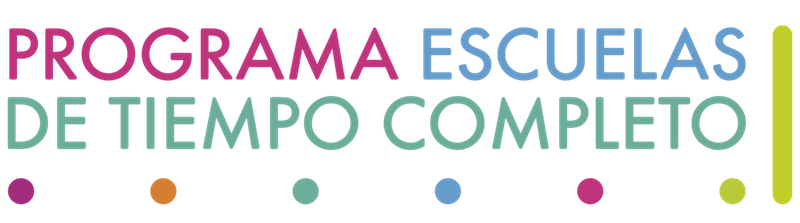 PROGRAMA ESCUELAS
DE TIEMPO COMPLETO